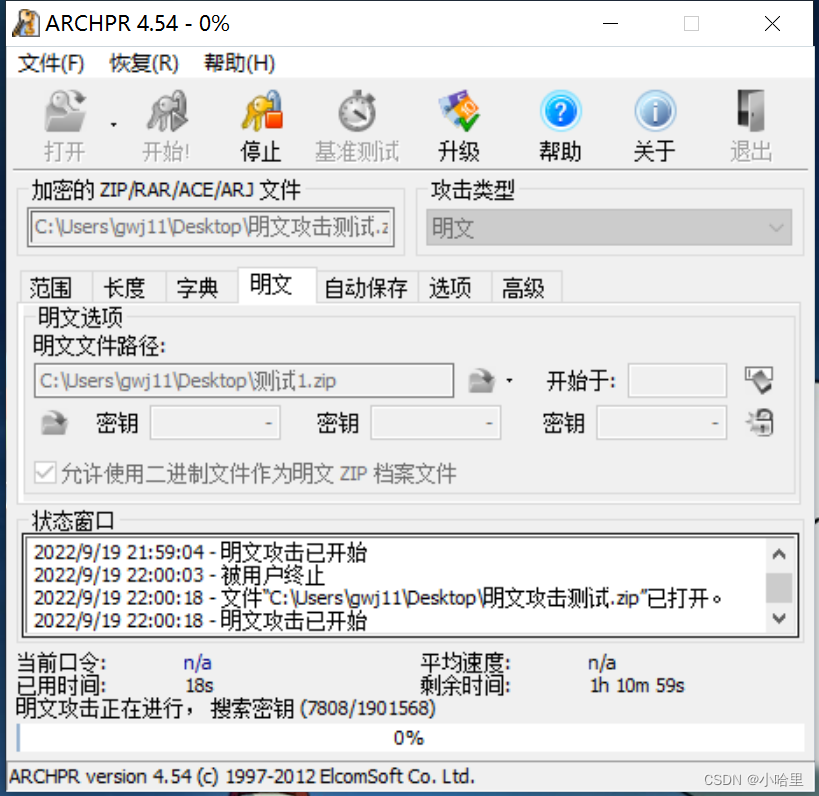 ARCHPR 4.54 - 0%
文件(F) 恢复(R) 帮助(H)
打开 开始! 停止 基准测试 升级 帮助 关于 退出
加密的 ZIP/RAR/ACE/ARJ 文件 攻击类型
C:\Users\gwj11\Desktop\明文攻击测试.z 明文
范围 长度 字典 明文 自动保存 选项 高级
明文选项
明文文件路径:
C:\Users\gwj11\Desktop\测试1.zip 开始于:
密钥 - 密钥 - 密钥 -
允许使用二进制文件作为明文 ZIP 档案文件
状态窗口
2022/9/19 21:59:04 - 明文攻击已开始
2022/9/19 22:00:03 - 被用户终止
2022/9/19 22:00:18 - 文件“C:\Users\gwj11\Desktop\明文攻击测试.zip”已打开。
2022/9/19 22:00:18 - 明文攻击已开始
当前口令: n/a 平均速度: n/a
已用时间: 18s 剩余时间: 1h 10m 59s
明文攻击正在进行， 搜索密钥 (7808/1901568)
0%
ARCHPR version 4.54 (c) 1997-2012 ElcomSoft Co. Ltd.
CSDN @小哈里